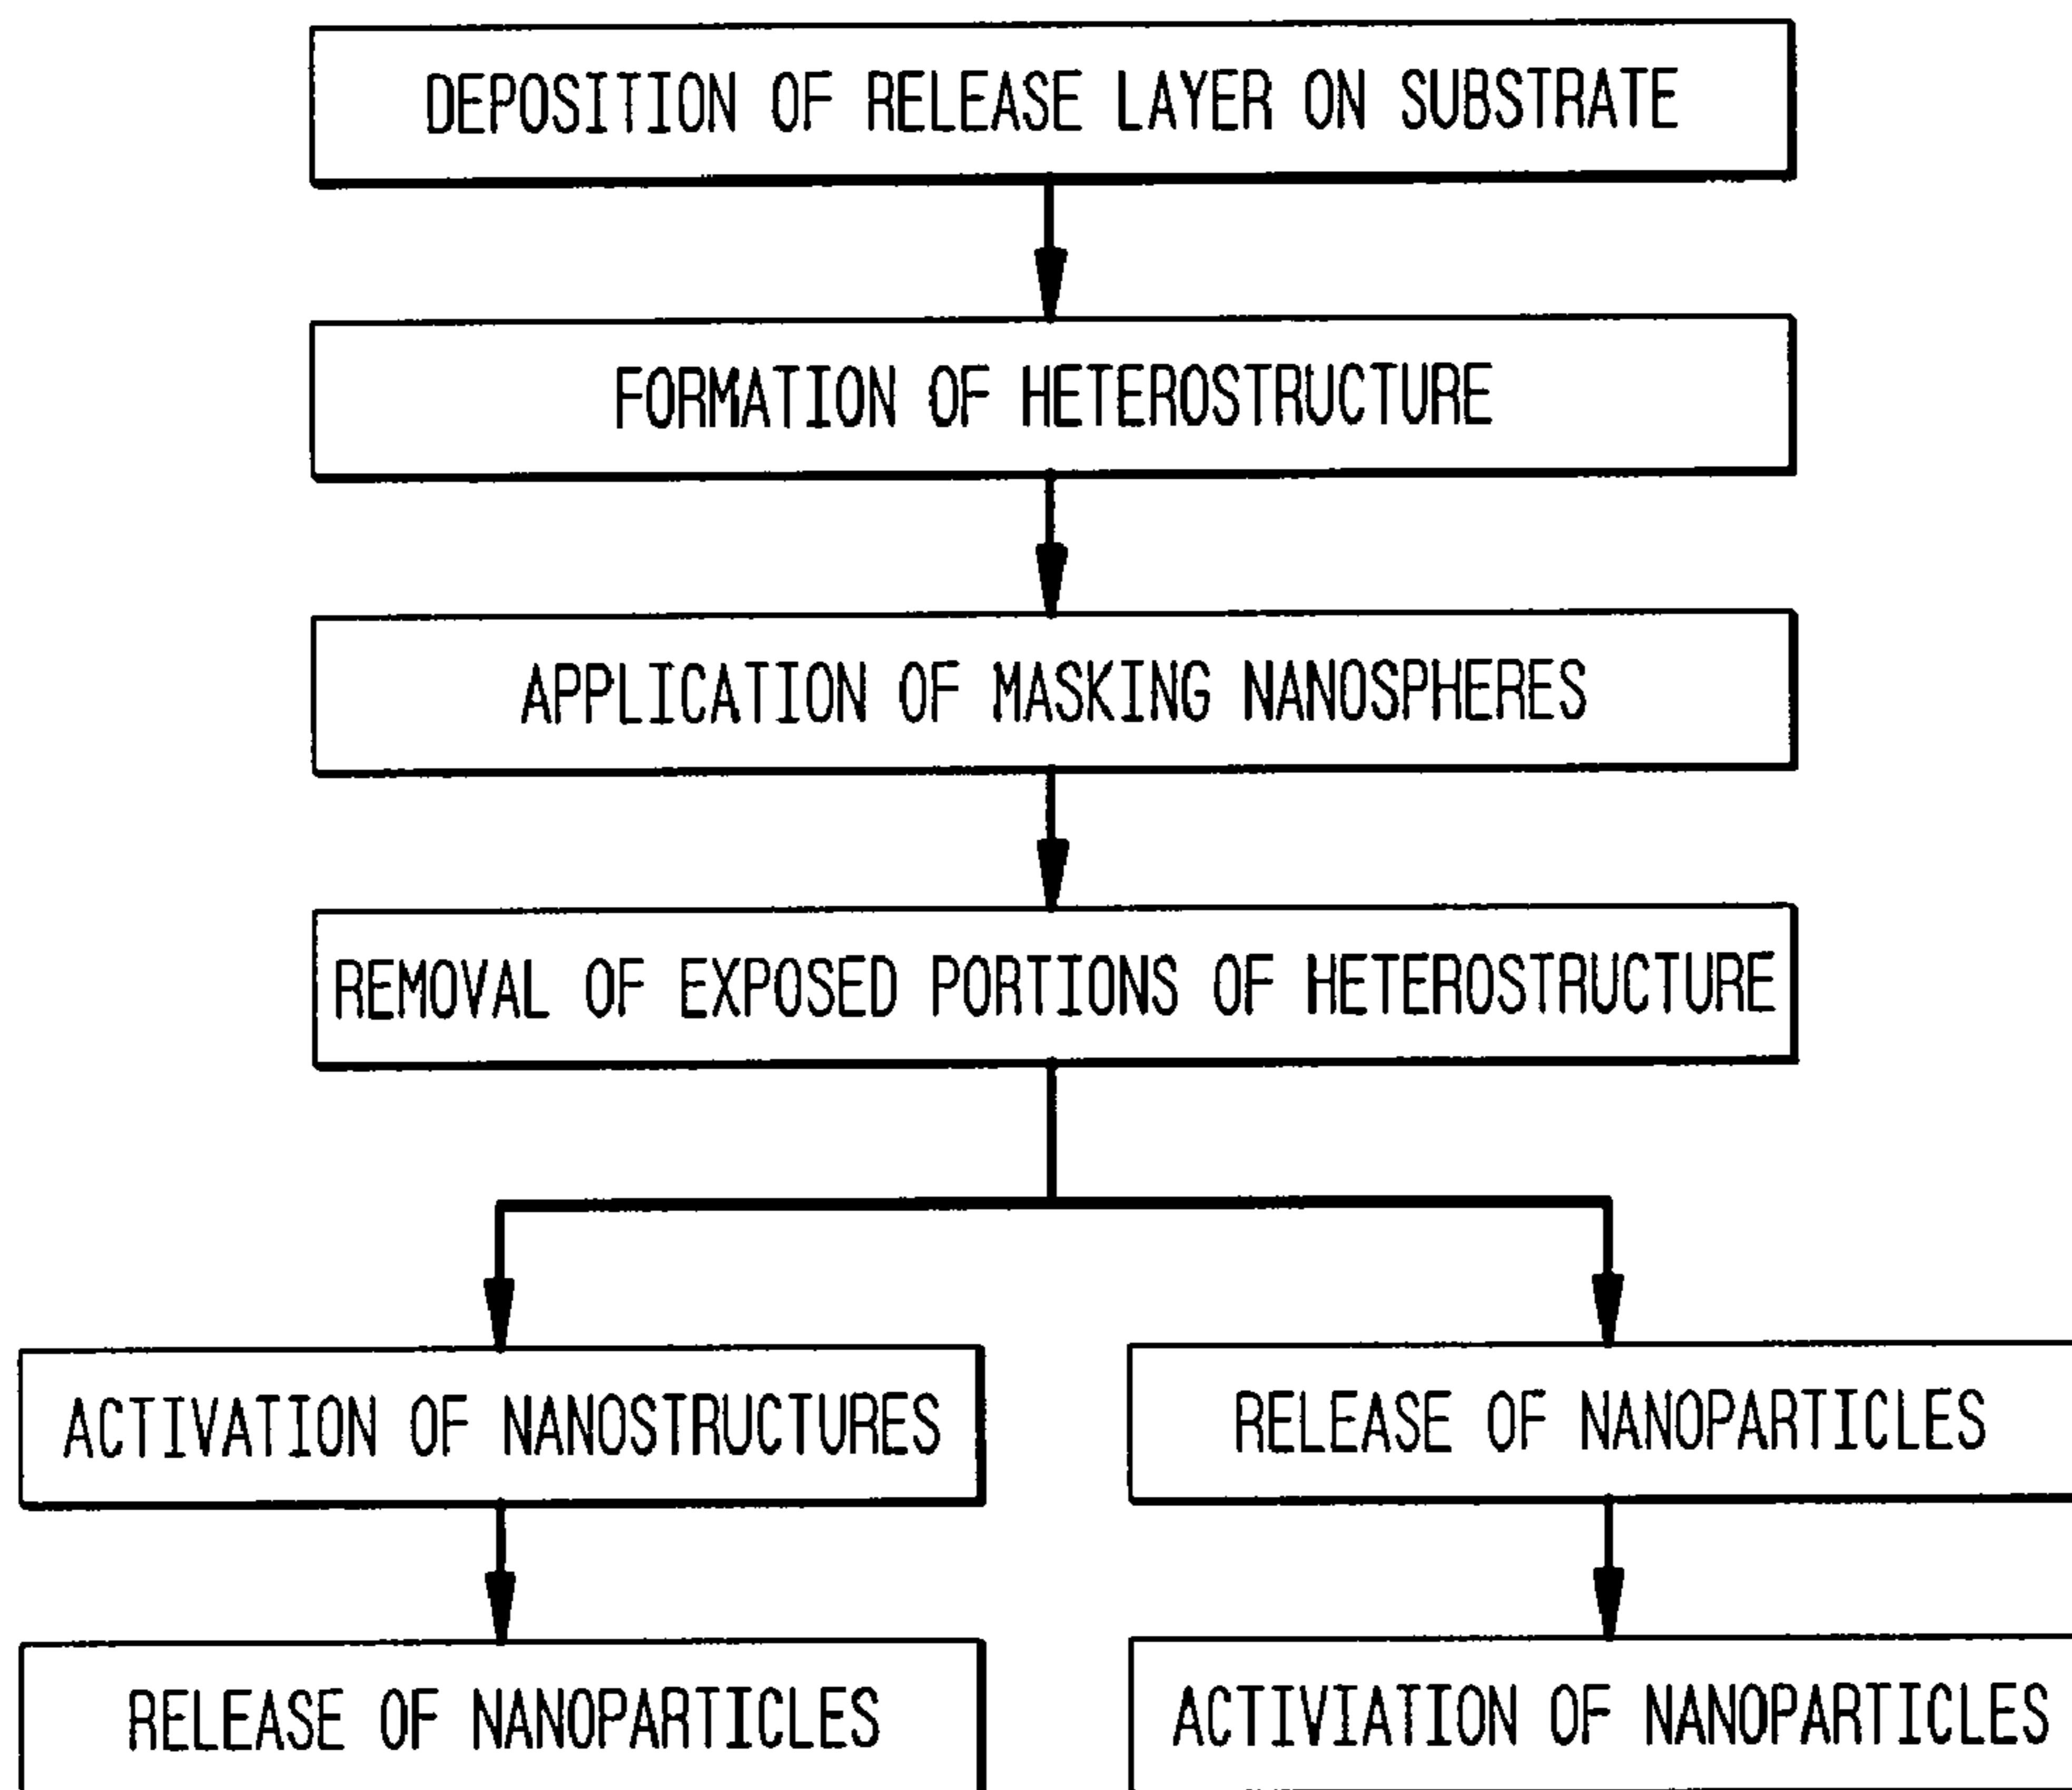 DEPOSITION OF RELEASE LAYER ON SUBSTRATE
FORMATION OF HETEROSTRUCTURE
APPLICATION OF MASKING NANOSPHERES
REMOVAL OF EXPOSED PORTIONS OF HETEROSTRUCTURE
ACTIVATION OF NANOSTRUCTURES
RELEASE OF NANOPARTICLES
RELEASE OF NANOPARTICLES
ACTIVIATION OF NANOPARTICLES